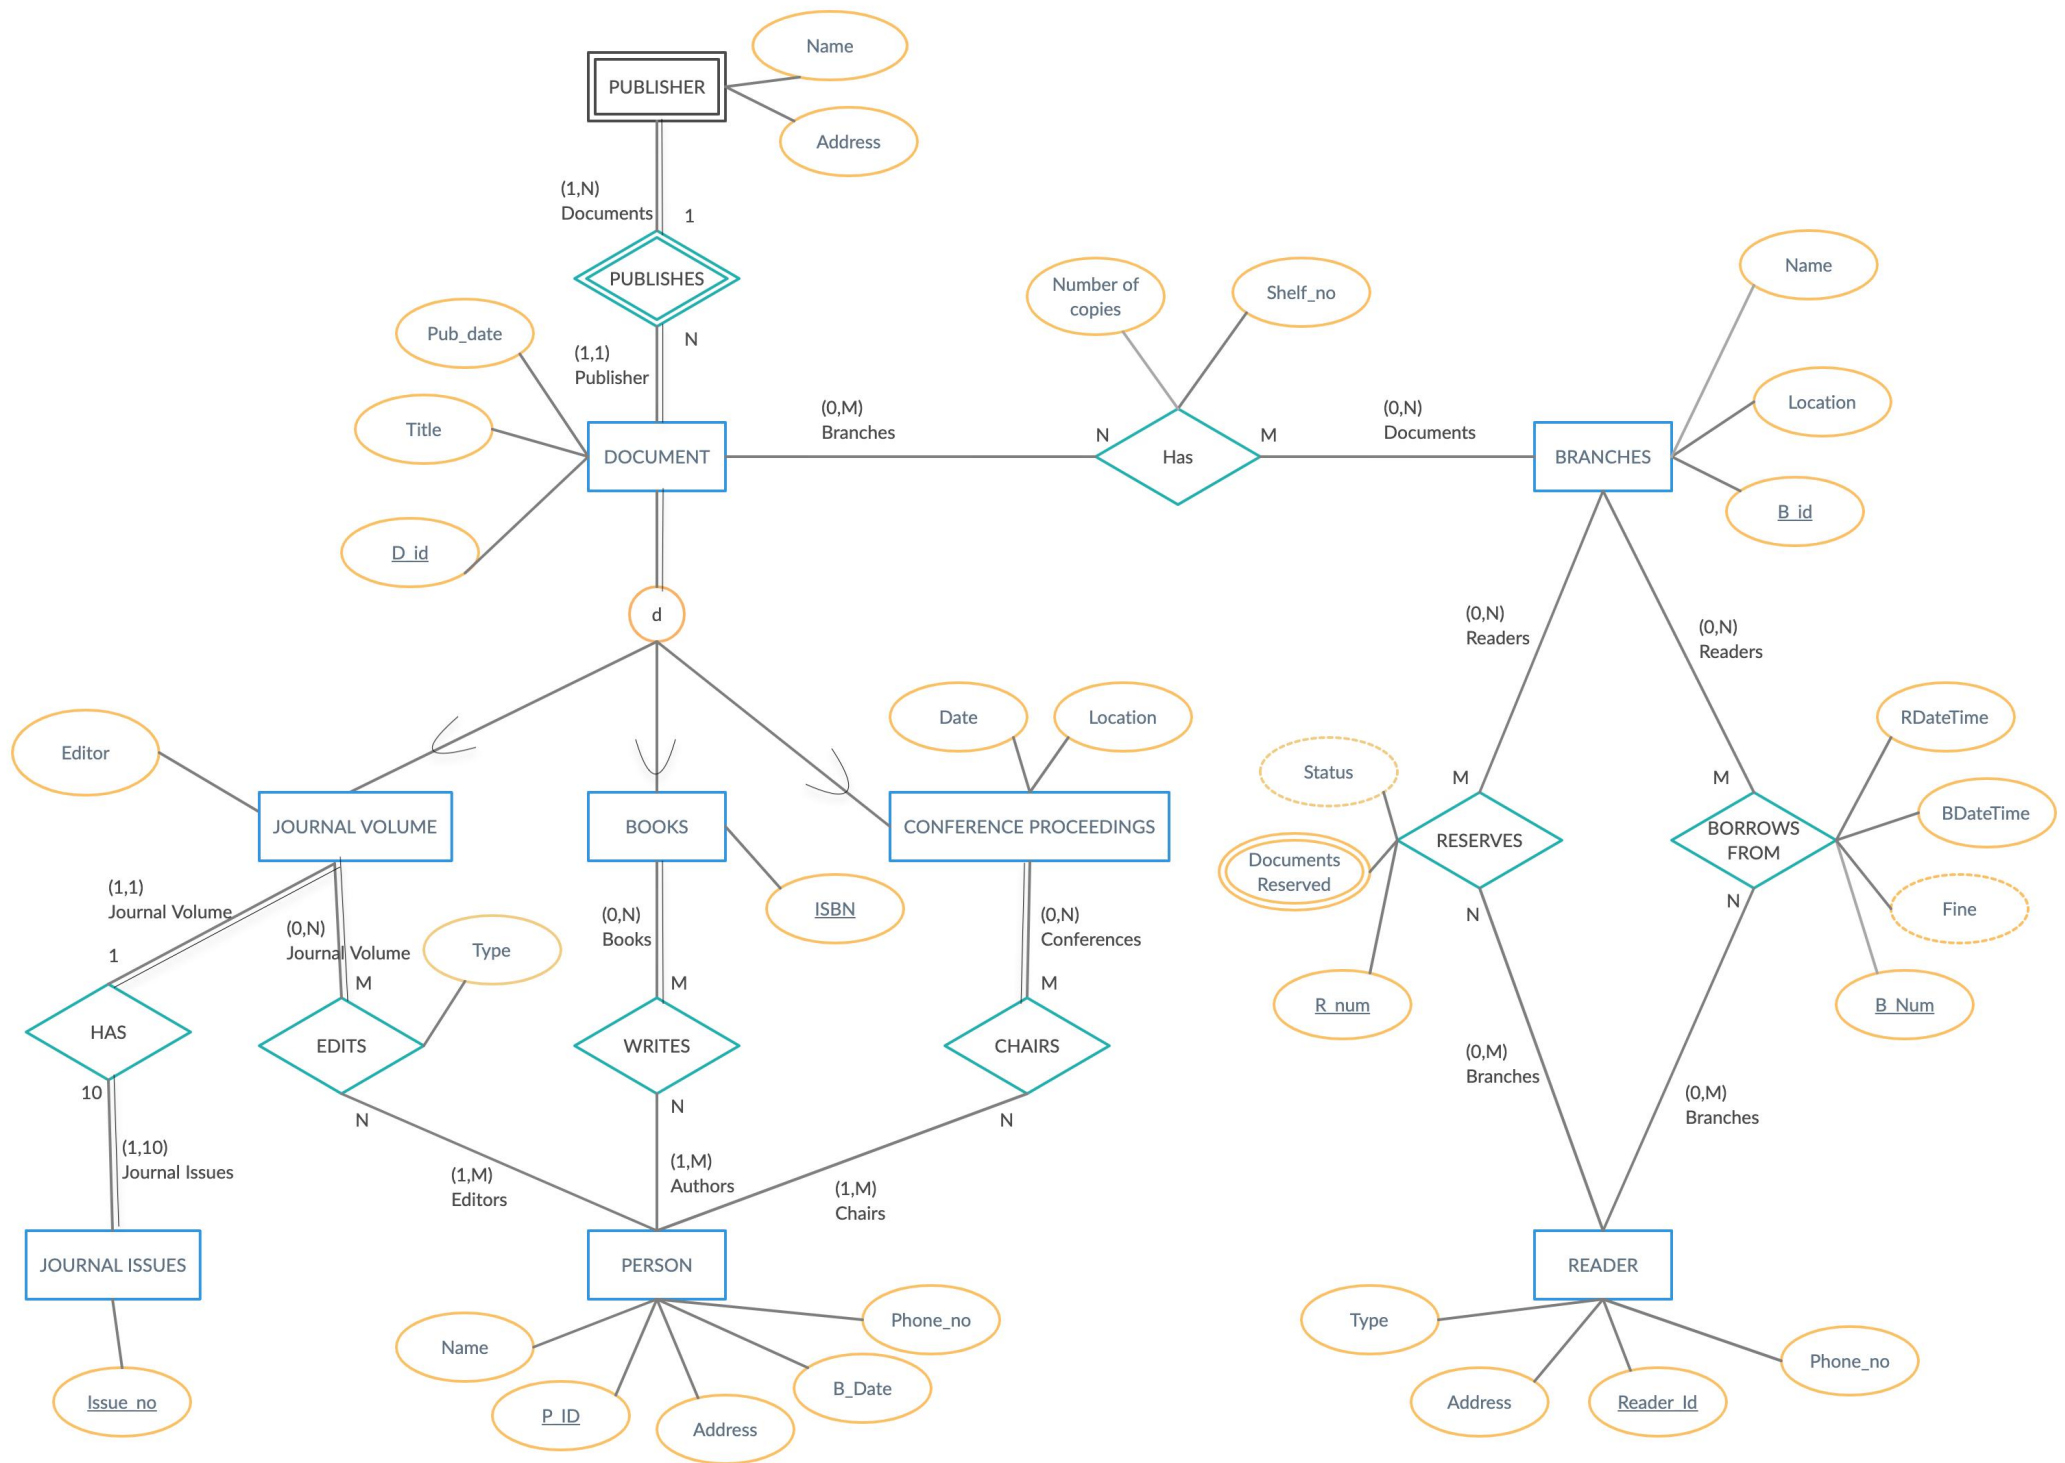 Name
PUBLISHER
Address
(1,N)
Documents
1
PUBLISHES
N
(1,1)
Publisher
Pub_date
Title
D_id
DOCUMENT
(0,M)
Branches
N
Number of
copies
Shelf_no
Has
M
(0,N)
Documents
BRANCHES
Name
Location
B_id
d
Editor
JOURNAL VOLUME
BOOKS
ISBN
Date
Location
CONFERENCE PROCEEDINGS
(1,1)
Journal Volume
1
HAS
10
(1,10)
Journal Issues
JOURNAL ISSUES
Issue_no
(0,N)
Journal Volume
M
Type
EDITS
N
(1,M)
Editors
(0,N)
Books
M
WRITES
N
(1,M)
Authors
(0,N)
Conferences
M
CHAIRS
N
(1,M)
Chairs
PERSON
Name
P_ID
Address
B_Date
Phone_no
(0,N)
Readers
(0,N)
Readers
Status
Documents
Reserved
R_num
M
RESERVES
N
(0,M)
Branches
M
BORROWS
FROM
N
(0,M)
Branches
RDateTime
BDateTime
Fine
B_Num
READER
Type
Address
Reader_Id
Phone_no